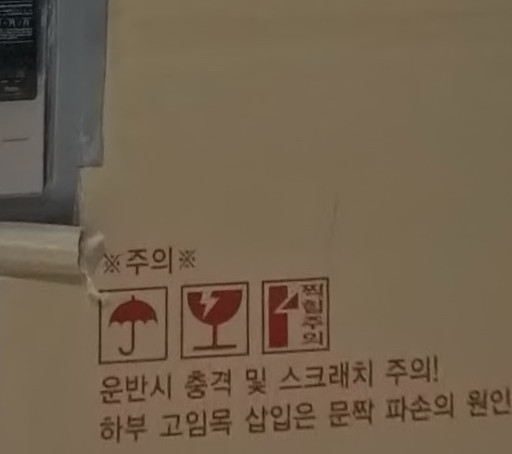 ※주의※
찍힘주의
운반시 충격 및 스크래치 주의!
하부 고임목 삽입은 문짝 파손의 원인